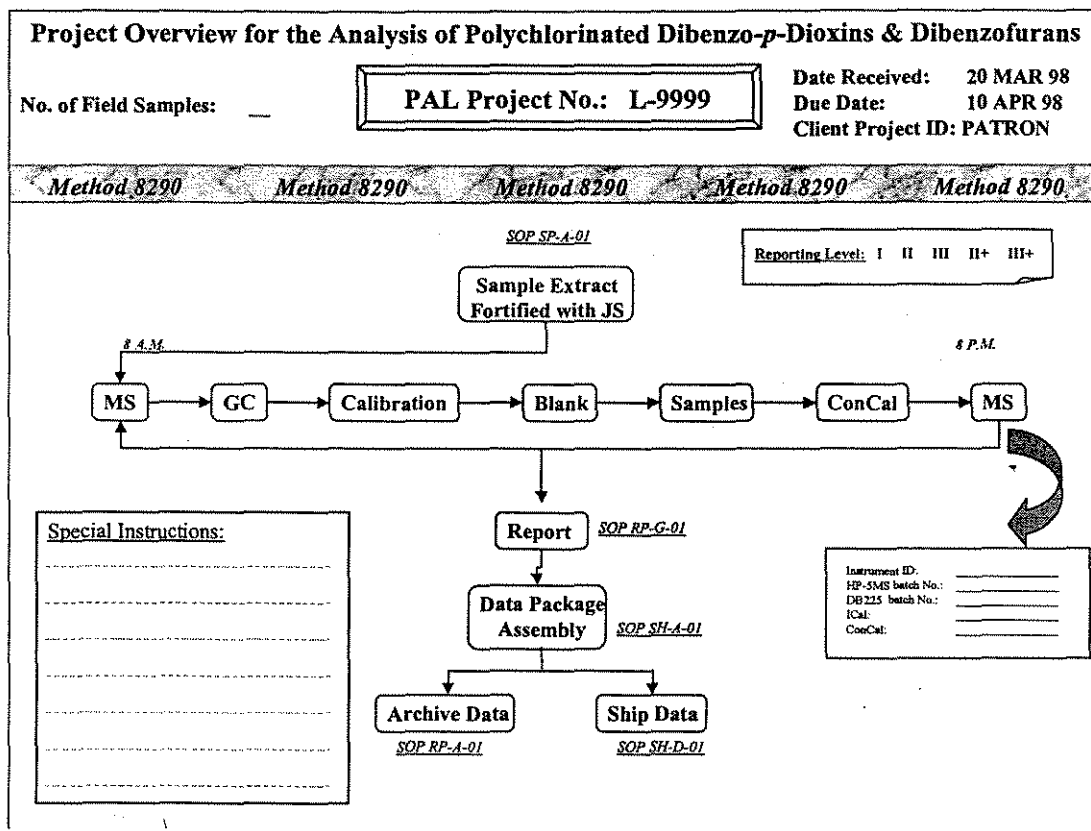 Project Overview for the Analysis of Polychlorinated Dibenzo-p-Dioxins & Dibenzofurans
No. of Field Samples: __
PAL Project No.: L-9999
Date Received: 20 MAR 98
Due Date: 10 APR 98
Client Project ID: PATRON
Method 8290 Method 8290 Method 8290 Method 8290 Method 8290
SOP SP-A-01
Reporting Level: I II III II+ III+
Sample Extract
Fortified with JS
8 A.M.
8 P.M.
MS GC Calibration Blank Samples ConCal MS
Special Instructions:
Report
SOP RP-G-01
Data Package
Assembly
SOP SH-A-01
Instrument ID:
HP-5MS batch No.:
DB225 batch No.:
ICal:
ConCal:
Archive Data
Ship Data
SOP RP-A-01
SOP SH-D-01